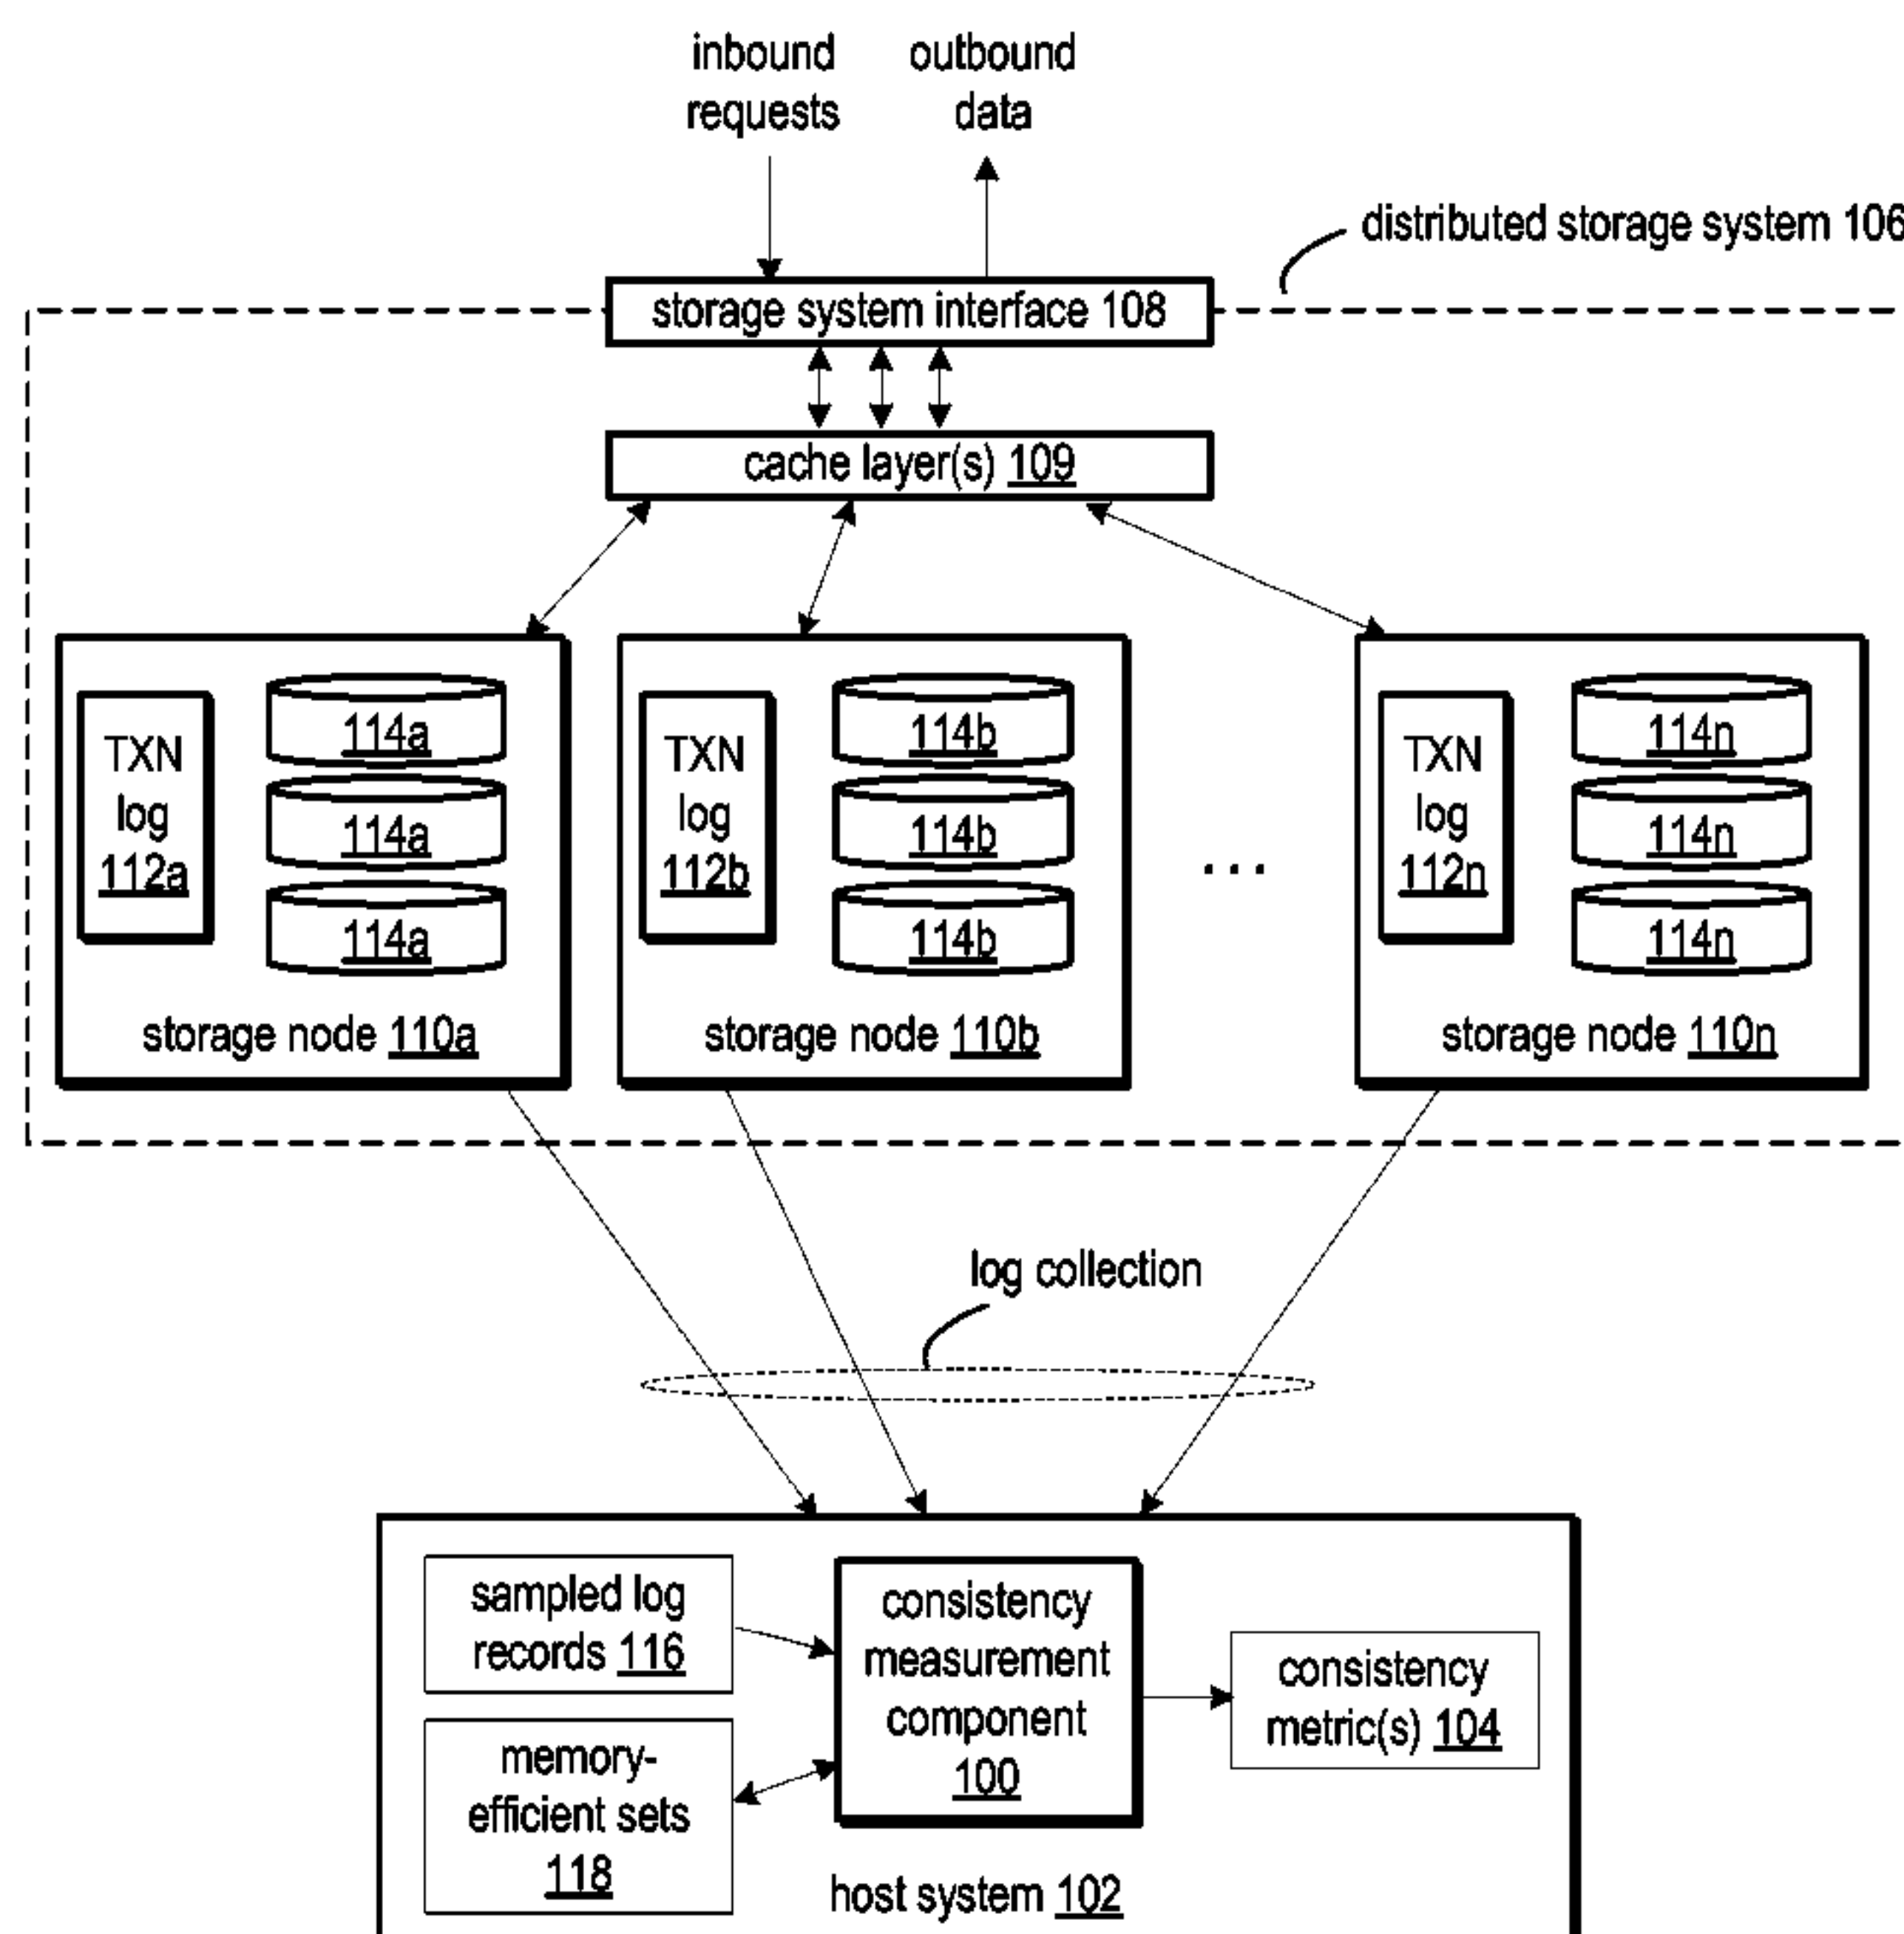 inbound
requests
outbound
data
distributed storage system 106
storage system interface 108
cache layer(s) 109
TXN
log
112a
114a
114a
114a
storage node 110a
TXN
log
112b
114b
114b
114b
storage node 110b
...
TXN
log
112n
114n
114n
114n
storage node 110n
log collection
sampled log
records 116
memory-
efficient sets
118
consistency
measurement
component
100
consistency
metric(s) 104
host system 102